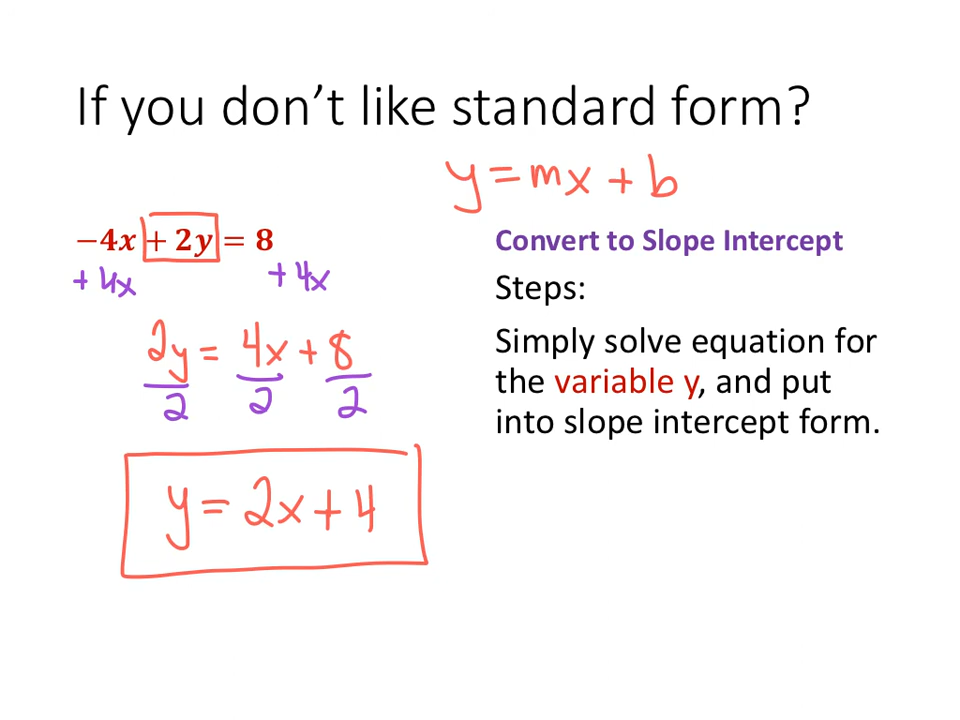 If you don’t like standard form?
y = mx + b
−4x + 2y = 8
+ 4x + 4x
2y = 4x + 8
2 2 2
y = 2x + 4
Convert to Slope Intercept
Steps:
Simply solve equation for
the variable y, and put
into slope intercept form.